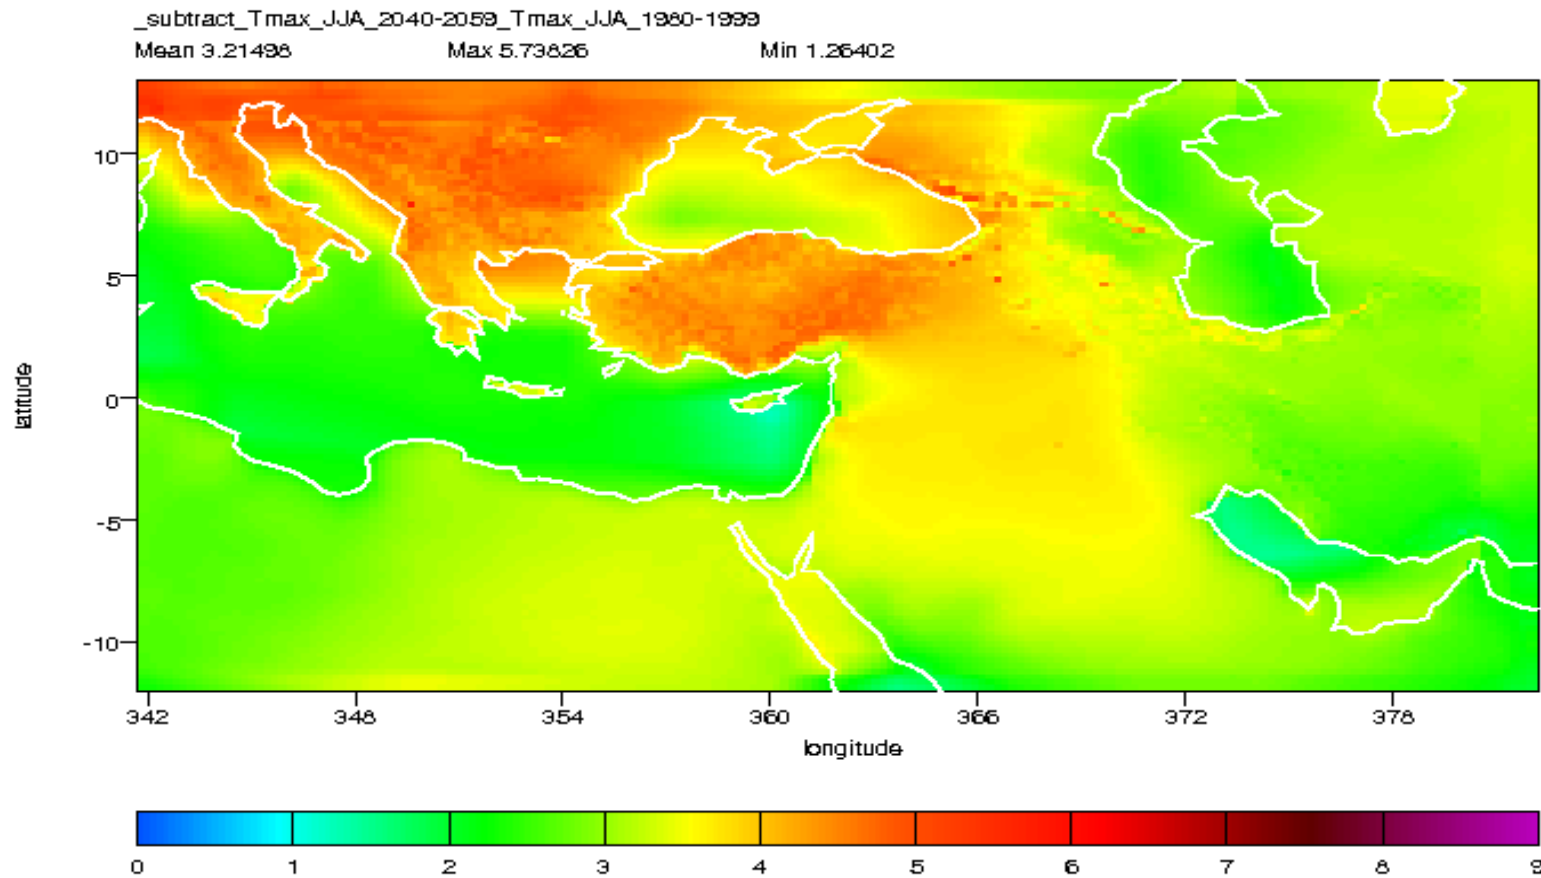 _subtract_Tmax_JJA_2040-2059_Tmax_JJA_1980-1999
Mean 3.21498 Max 5.73826 Min 1.26402
10
5
0
-5
-10
latitude
342 348 354 360 366 372 378
longitude
0 1 2 3 4 5 6 7 8 9